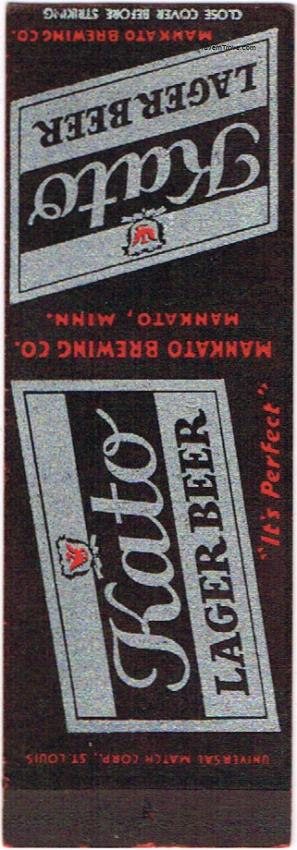 CLOSE COVER BEFORE STRIKING
MANKATO BREWING CO.
LAGER BEER
Kato
MANKATO, MINN.
MANKATO BREWING CO.
Kato
LAGER BEER
"It's Perfect"
UNIVERSAL MATCH CORP., ST. LOUIS